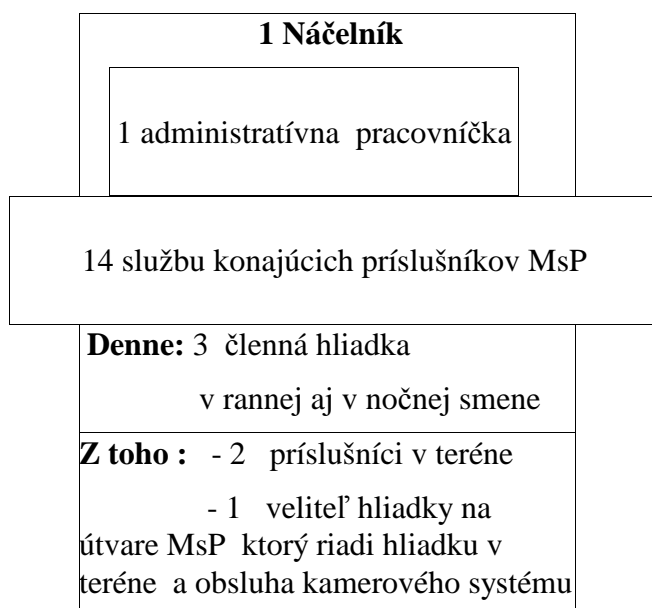 1 Náčelník
1 administratívna pracovníčka
14 službu konajúcich príslušníkov MsP
Denne: 3 členná hliadka
v rannej aj v nočnej smene
Z toho : - 2 príslušníci v teréne
- 1 veliteľ hliadky na
útvare MsP ktorý riadi hliadku v
teréne a obsluha kamerového systému